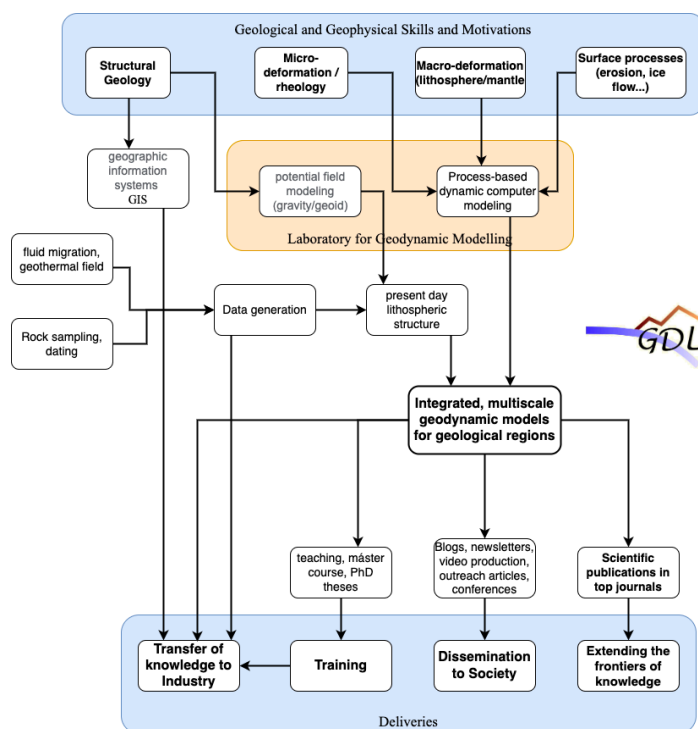 Geological and Geophysical Skills and Motivations
Structural
Geology
Micro-
deformation /
rheology
Macro-deformation
(lithosphere/mantle
Surface processes
(erosion, ice
flow...)
geographic
information
systems
GIS
potential field
modeling
(gravity/geoid)
Process-based
dynamic computer
modeling
Laboratory for Geodynamic Modelling
fluid migration,
geothermal field
Rock sampling,
dating
Data generation
present day
lithospheric
structure
GDL
Integrated, multiscale
geodynamic models
for geological regions
teaching, máster
course, PhD
theses
Blogs, newsletters,
video production,
outreach articles,
conferences
Scientific
publications in
top journals
Transfer of
knowledge to
Industry
Training
Dissemination
to Society
Extending the
frontiers of
knowledge
Deliveries